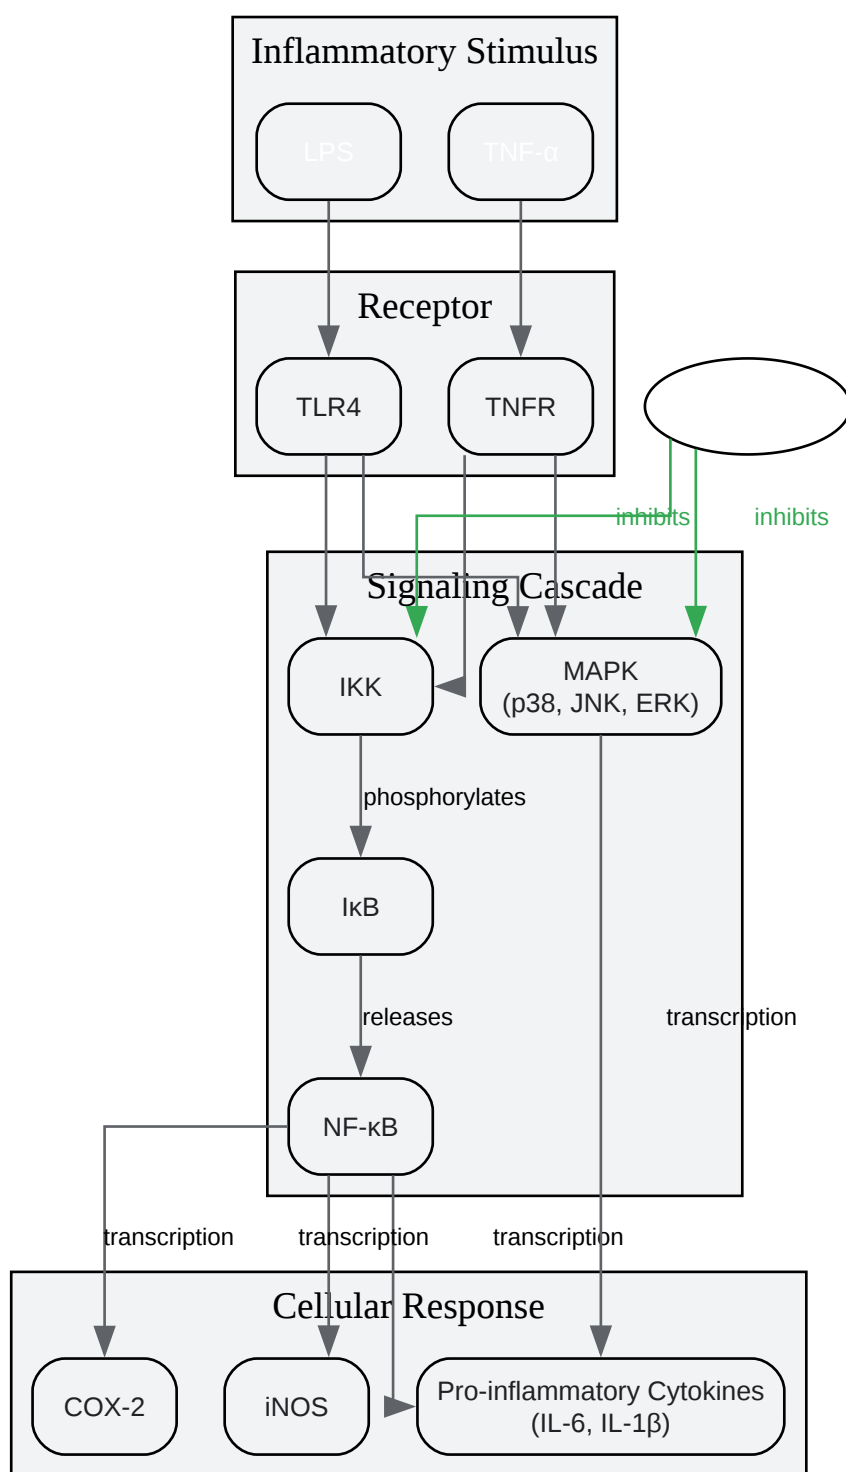 Inflammatory Stimulus
LPS
TNF-α
Receptor
TLR4
TNFR
inhibits
inhibits
Signaling Cascade
IKK
MAPK
(p38, JNK, ERK)
phosphorylates
IκB
releases
transcription
NF-κB
transcription
transcription
transcription
Cellular Response
COX-2
iNOS
Pro-inflammatory Cytokines
(IL-6, IL-1β)